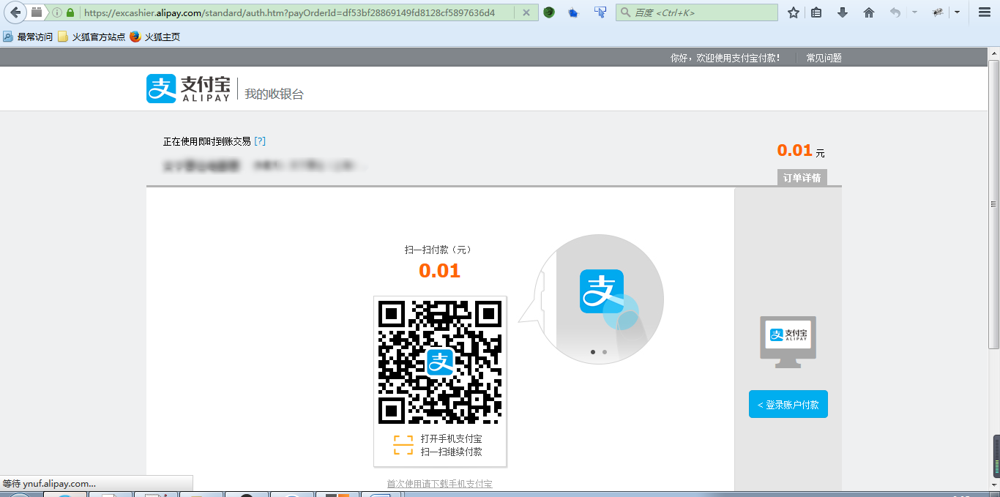 https://excashier.alipay.com/standard/auth.htm?payOrderId=df53bf28869149fd8128cf5897636d4
百度 <Ctrl+K>
最常访问 火狐官方站点 火狐主页
你好，欢迎使用支付宝付款！ 常见问题
支付宝
ALIPAY
我的收银台
正在使用即时到账交易 [?]
0.01 元
订单详情
扫一扫付款（元）
0.01
支
支
支付宝
ALIPAY
< 登录账户付款
打开手机支付宝
扫一扫继续付款
首次使用请下载手机支付宝
等待 ynuf.alipay.com...